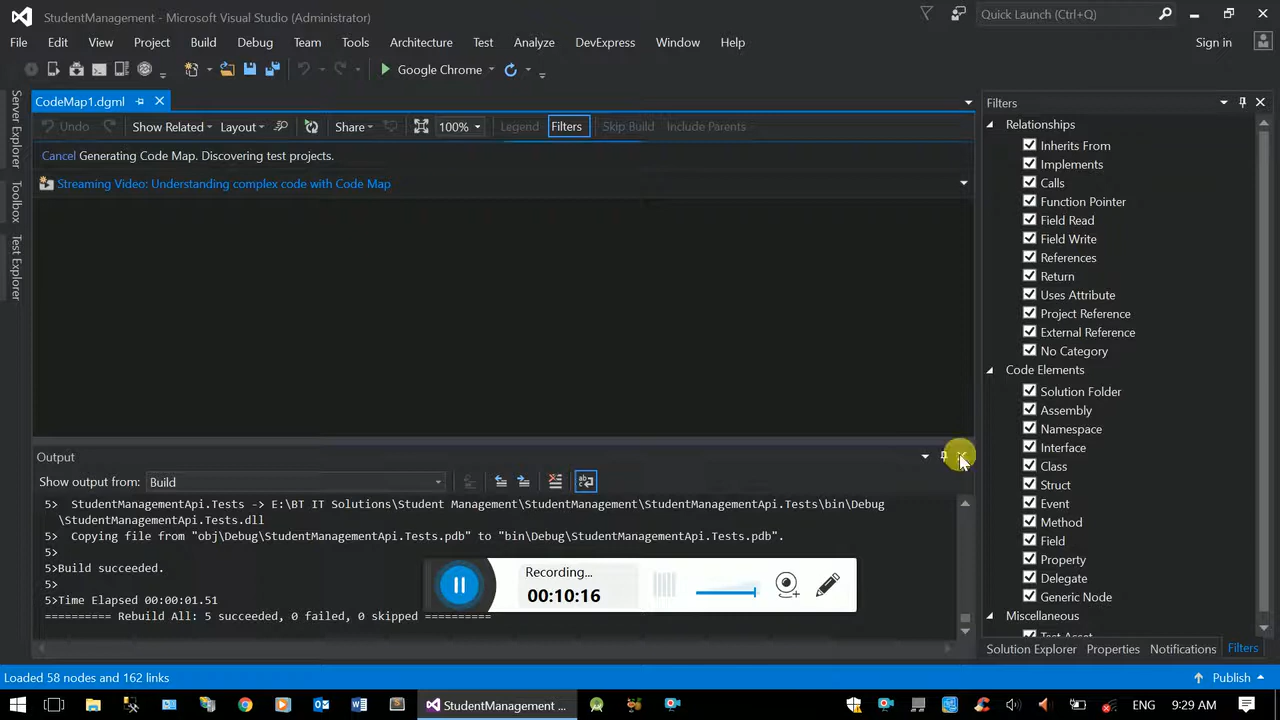 StudentManagement - Microsoft Visual Studio (Administrator)
Quick Launch (Ctrl+Q)
File Edit View Project Build Debug Team Tools Architecture Test Analyze DevExpress Window Help
Sign in
Google Chrome
CodeMap1.dgml
Undo Show Related Layout Share 100% Legend Filters Skip Build Include Parents
Cancel Generating Code Map. Discovering test projects.
Streaming Video: Understanding complex code with Code Map
Server Explorer
Toolbox
Test Explorer
Output
Show output from: Build
5> StudentManagementApi.Tests -> E:\BT IT Solutions\Student Management\StudentManagement\StudentManagementApi.Tests\bin\Debug
\StudentManagementApi.Tests.dll
5> Copying file from "obj\Debug\StudentManagementApi.Tests.pdb" to "bin\Debug\StudentManagementApi.Tests.pdb".
5>
5>Build succeeded.
5>
5>Time Elapsed 00:00:01.51
========== Rebuild All: 5 succeeded, 0 failed, 0 skipped ==========
Recording...
00:10:16
Filters
Relationships
Inherits From
Implements
Calls
Function Pointer
Field Read
Field Write
References
Return
Uses Attribute
Project Reference
External Reference
No Category
Code Elements
Solution Folder
Assembly
Namespace
Interface
Class
Struct
Event
Method
Field
Property
Delegate
Generic Node
Miscellaneous
Test Asset
Solution Explorer Properties Notifications Filters
Loaded 58 nodes and 162 links
Publish
StudentManagement ...
ENG 9:29 AM